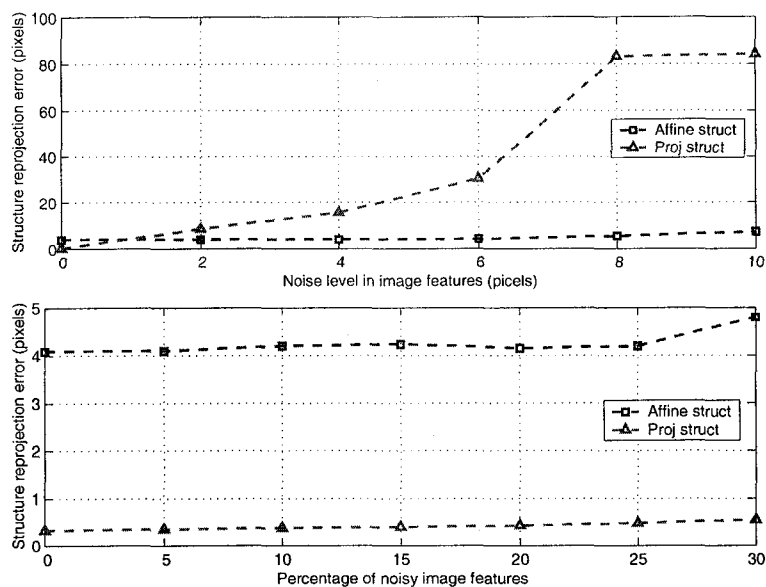 Structure reprojection error (pixels)
100
80
60
40
20
0
Affine struct
Proj struct
0 2 4 6 8 10
Noise level in image features (picels)
Structure reprojection error (pixels)
5
4
3
2
1
0
Affine struct
Proj struct
0 5 10 15 20 25 30
Percentage of noisy image features